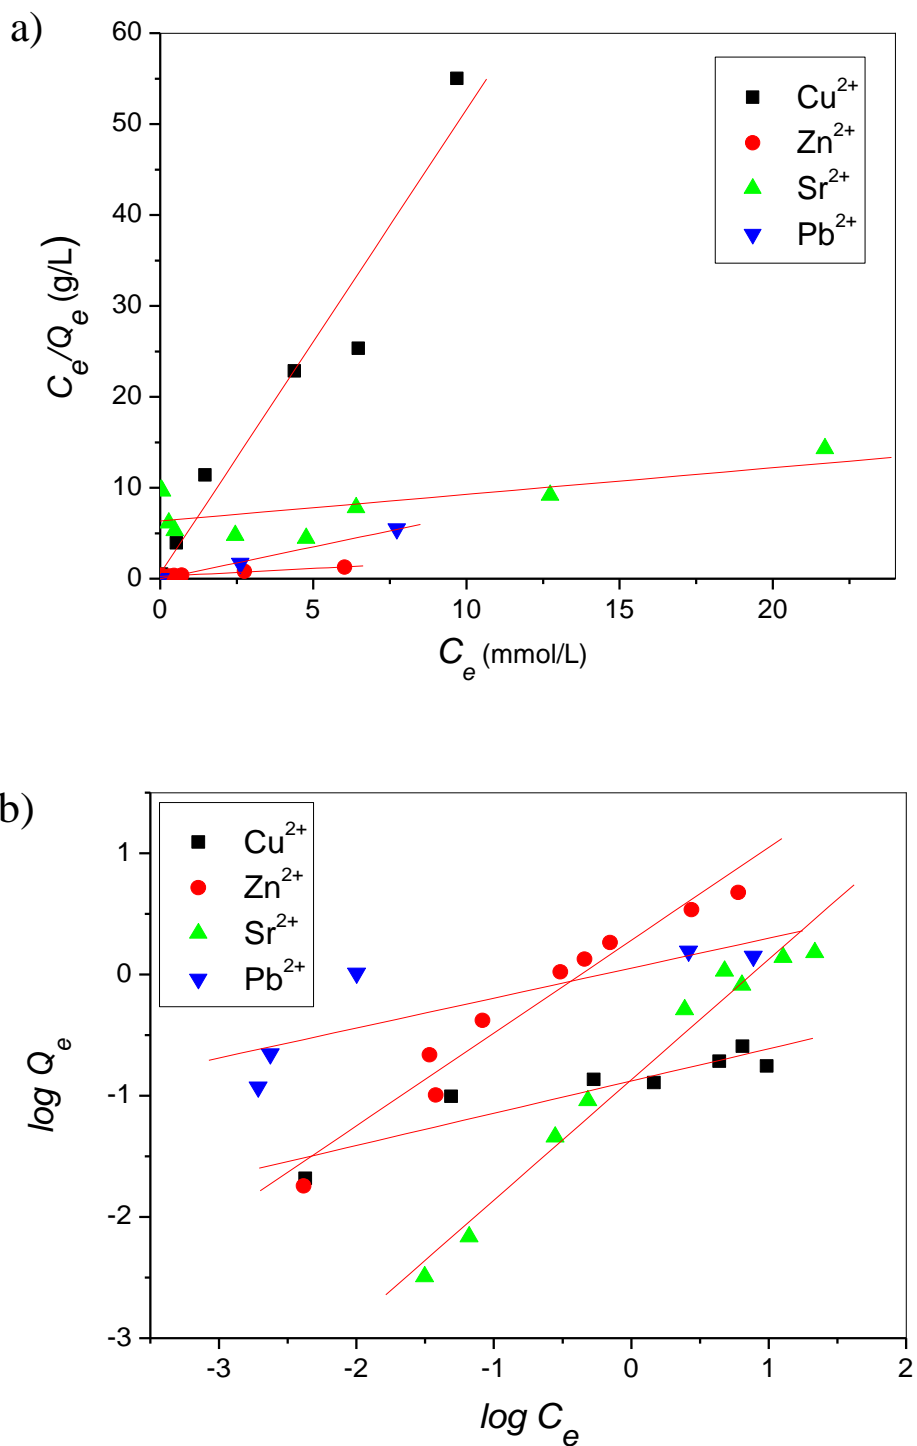 a)
60
50
40
30
20
10
0
C_e/Q_e (g/L)
Cu²⁺
Zn²⁺
Sr²⁺
Pb²⁺
0 5 10 15 20
C_e (mmol/L)
b)
1
0
-1
-2
-3
log Q_e
Cu²⁺
Zn²⁺
Sr²⁺
Pb²⁺
-3 -2 -1 0 1 2
log C_e